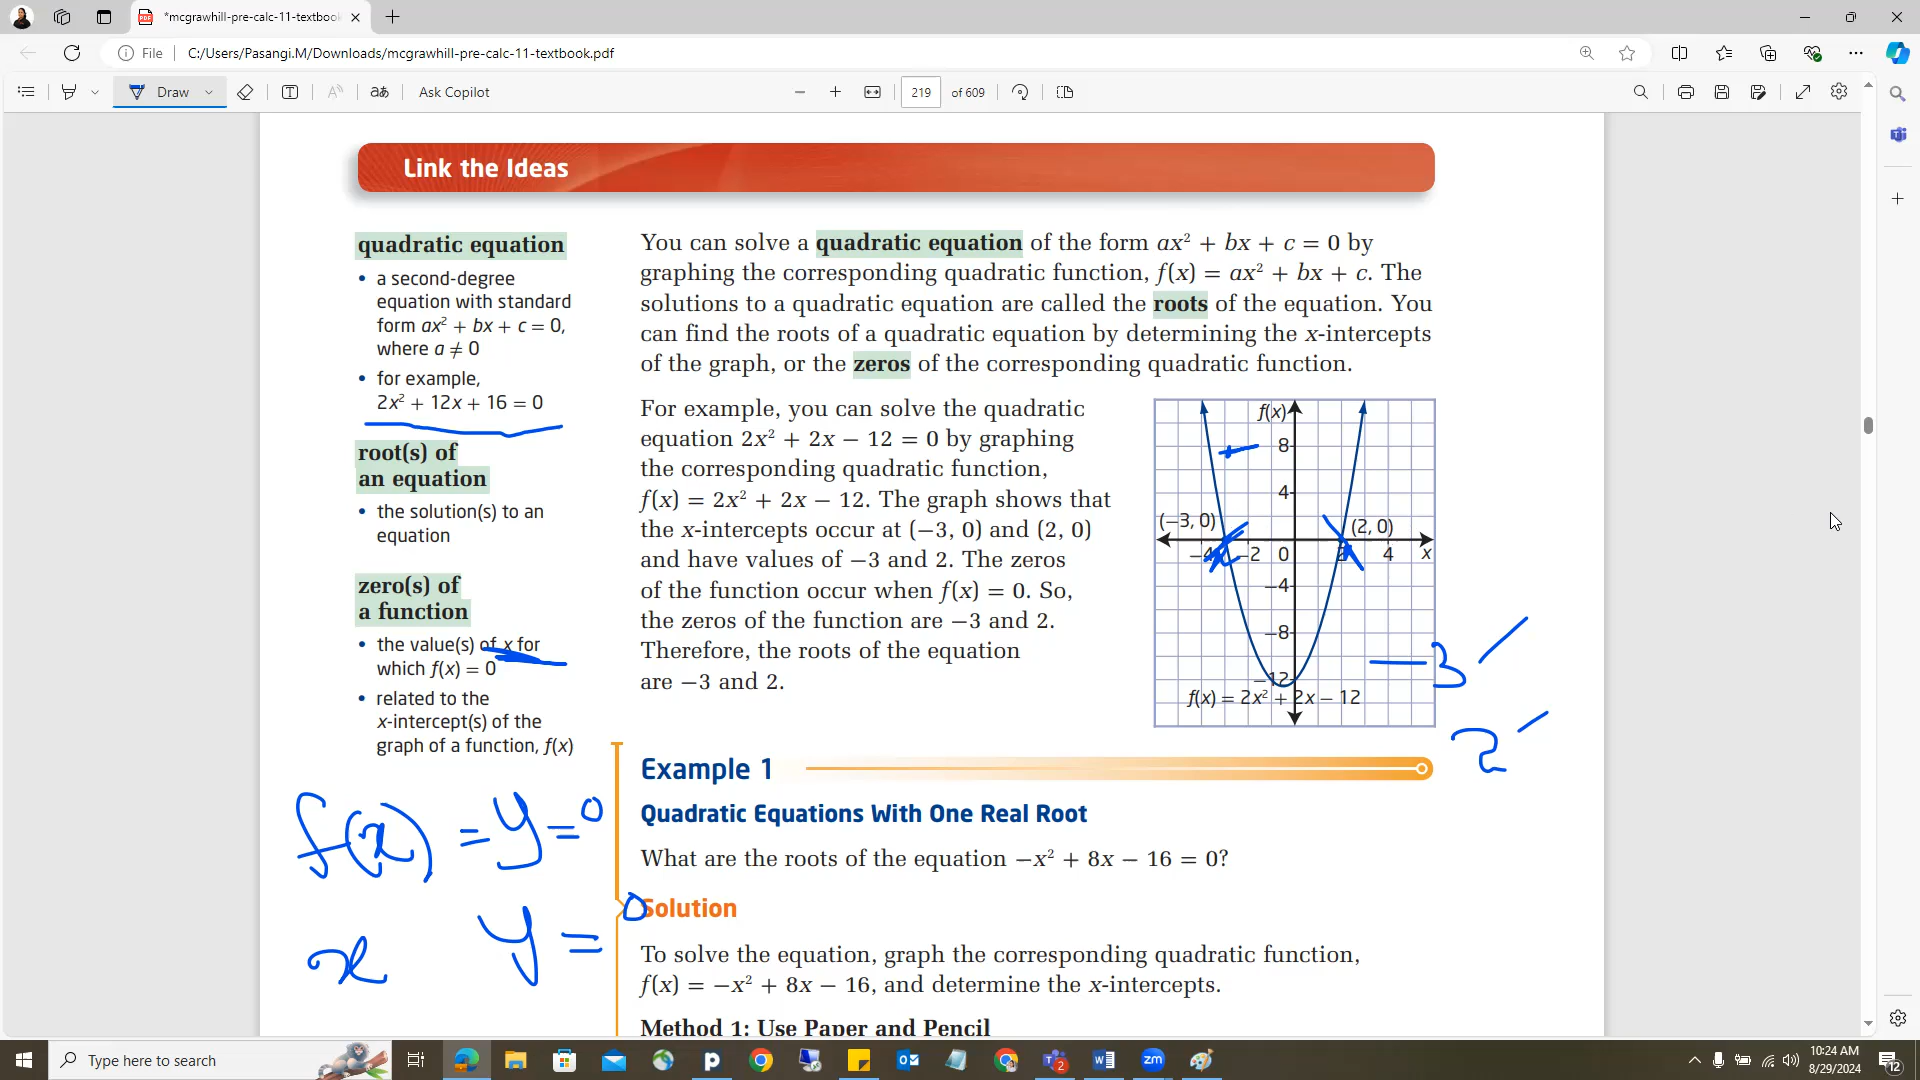 *mcgrawhill-pre-calc-11-textbook
File
C:/Users/Pasangi.M/Downloads/mcgrawhill-pre-calc-11-textbook.pdf
Draw
Ask Copilot
219
of 609
Link the Ideas
quadratic equation
• a second-degree
equation with standard
form ax² + bx + c = 0,
where a ≠ 0
• for example,
2x² + 12x + 16 = 0
root(s) of
an equation
• the solution(s) to an
equation
zero(s) of
a function
• the value(s) of x for
which f(x) = 0
• related to the
x-intercept(s) of the
graph of a function, f(x)
f(x) = y = 0
x y = 0
You can solve a quadratic equation of the form ax² + bx + c = 0 by
graphing the corresponding quadratic function, f(x) = ax² + bx + c. The
solutions to a quadratic equation are called the roots of the equation. You
can find the roots of a quadratic equation by determining the x-intercepts
of the graph, or the zeros of the corresponding quadratic function.
For example, you can solve the quadratic
equation 2x² + 2x − 12 = 0 by graphing
the corresponding quadratic function,
f(x) = 2x² + 2x − 12. The graph shows that
the x-intercepts occur at (−3, 0) and (2, 0)
and have values of −3 and 2. The zeros
of the function occur when f(x) = 0. So,
the zeros of the function are −3 and 2.
Therefore, the roots of the equation
are −3 and 2.
f(x)
8
4
(−3, 0)
(2, 0)
−4 −2 0 2 4 x
−4
−8
−12
f(x) = 2x² + 2x − 12
−3
2
Example 1
Quadratic Equations With One Real Root
What are the roots of the equation −x² + 8x − 16 = 0?
Solution
To solve the equation, graph the corresponding quadratic function,
f(x) = −x² + 8x − 16, and determine the x-intercepts.
Method 1: Use Paper and Pencil
Type here to search
10:24 AM
8/29/2024